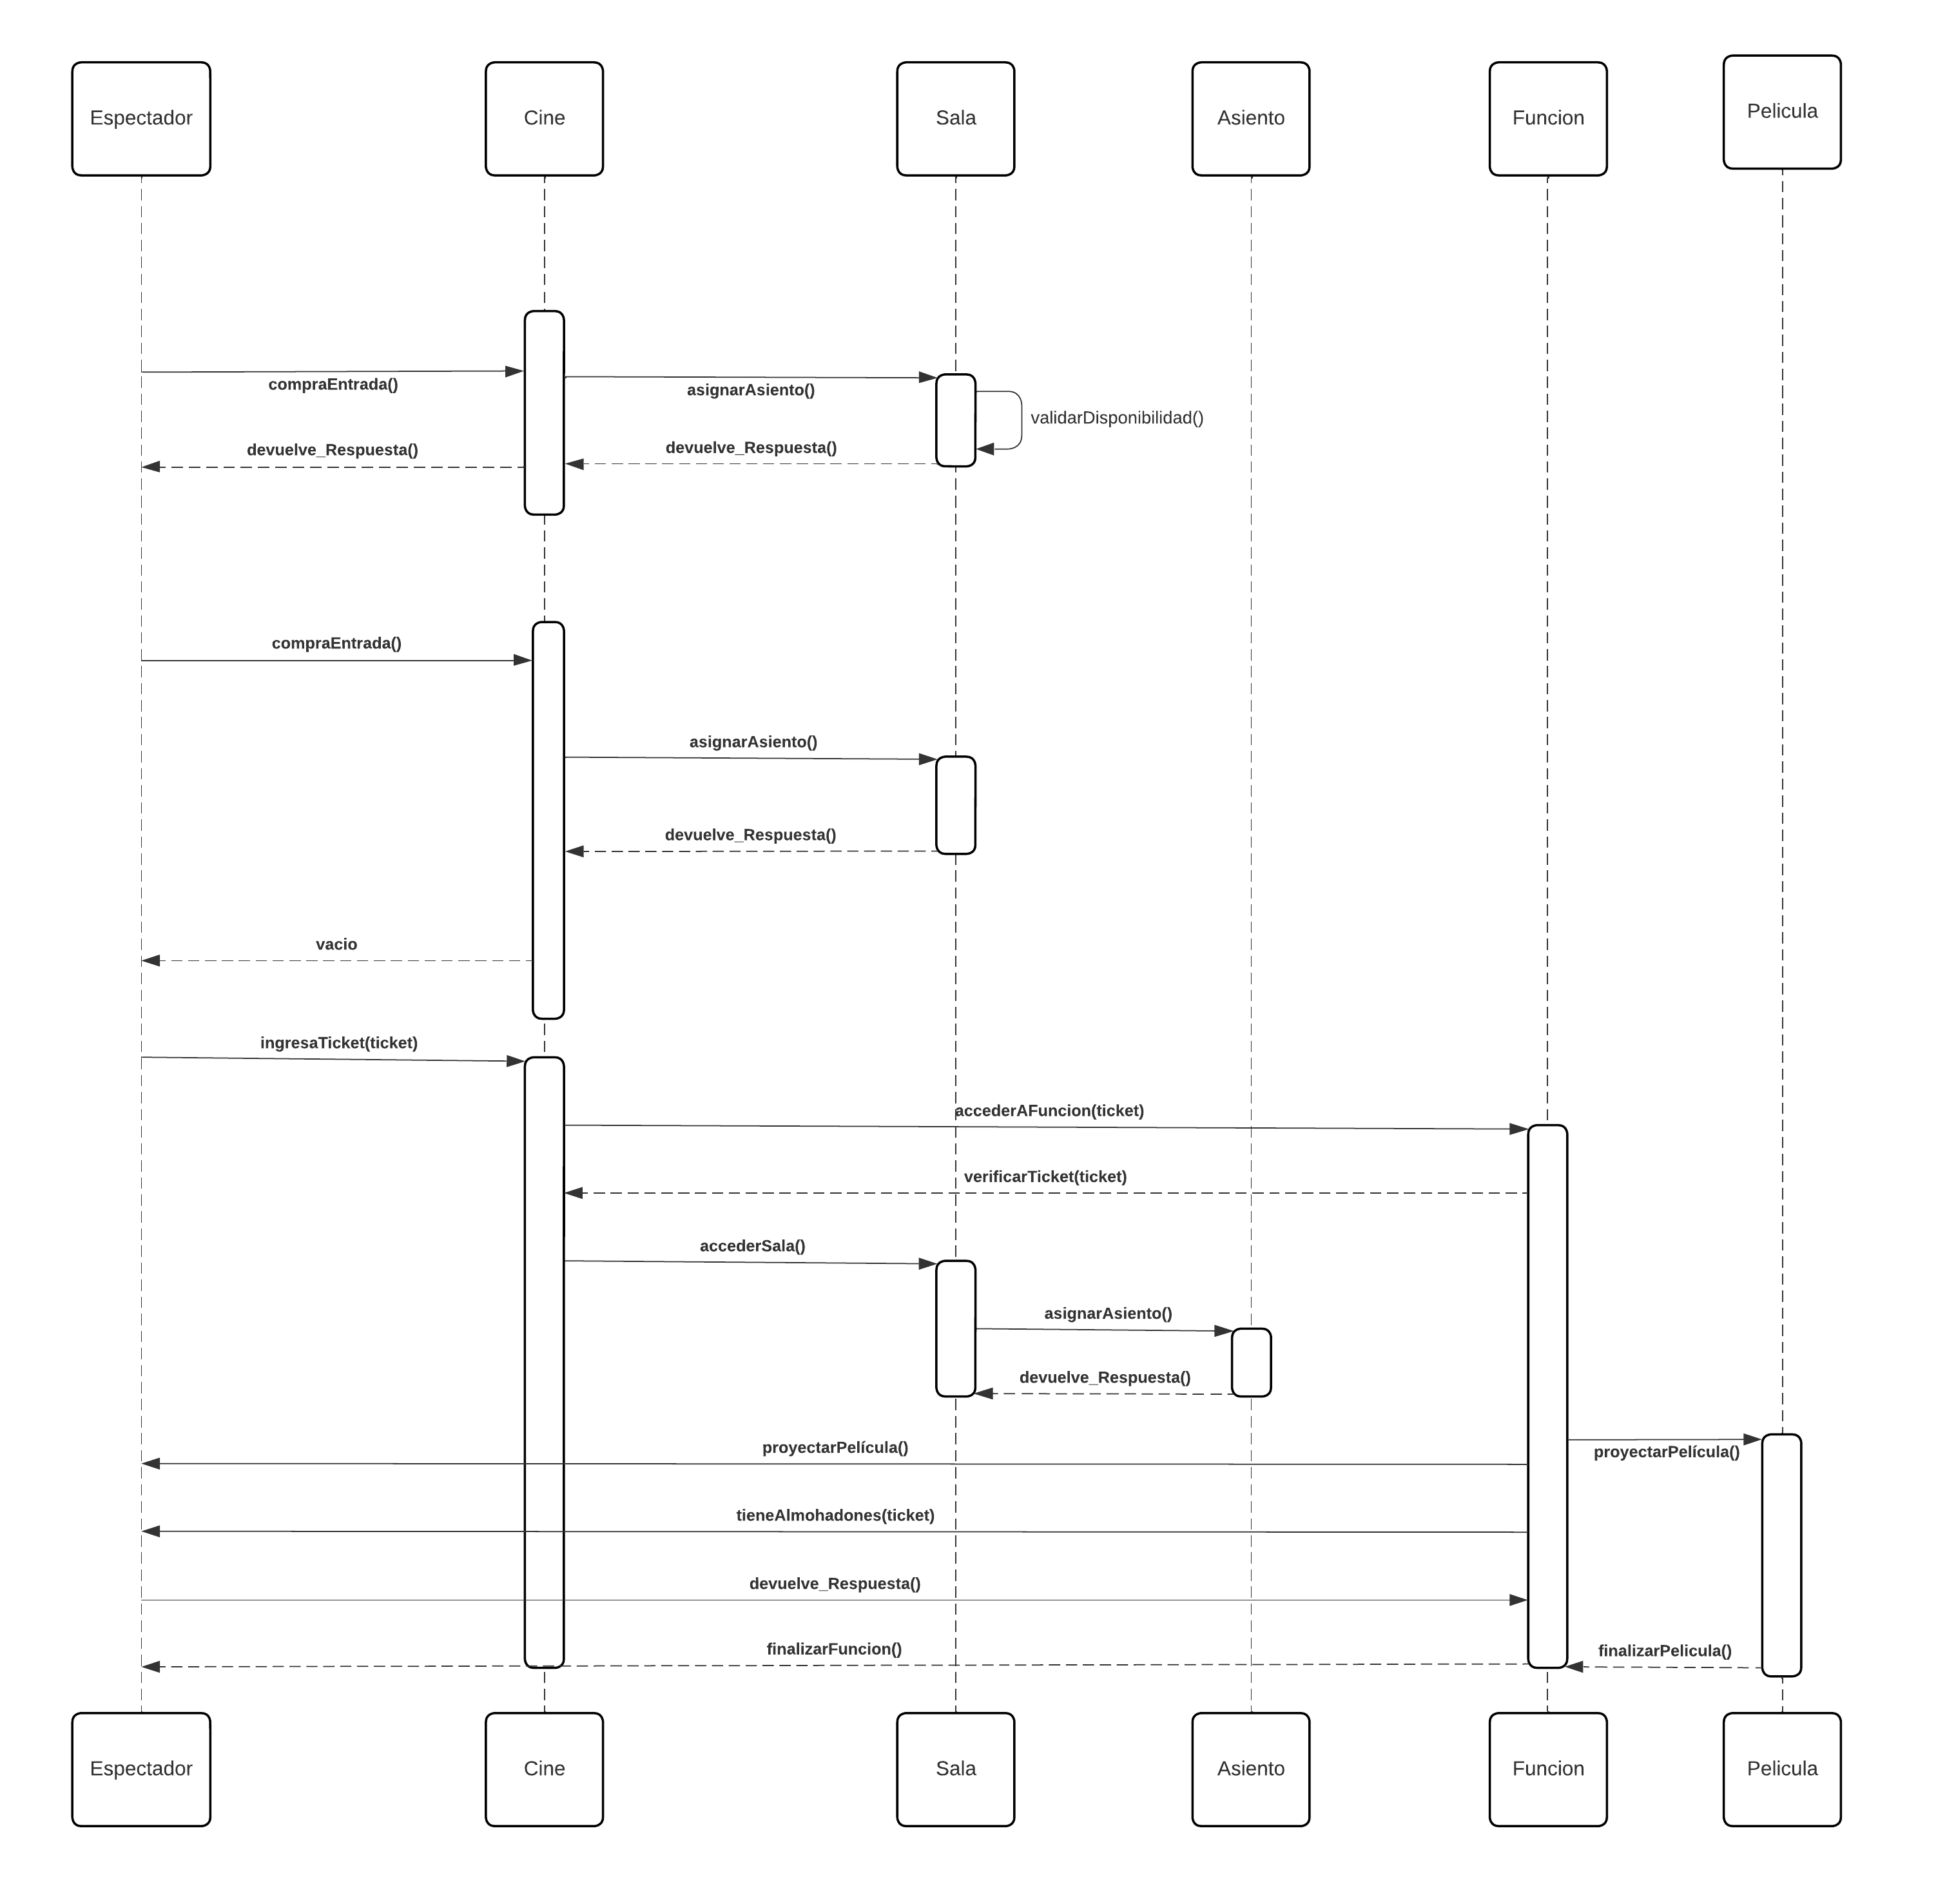 Espectador
Cine
Sala
Asiento
Funcion
Pelicula
compraEntrada()
asignarAsiento()
validarDisponibilidad()
devuelve_Respuesta()
devuelve_Respuesta()
compraEntrada()
asignarAsiento()
devuelve_Respuesta()
vacio
ingresaTicket(ticket)
accederAFuncion(ticket)
verificarTicket(ticket)
accederSala()
asignarAsiento()
devuelve_Respuesta()
proyectarPelícula()
proyectarPelícula()
tieneAlmohadones(ticket)
devuelve_Respuesta()
finalizarFuncion()
finalizarPelicula()
Espectador
Cine
Sala
Asiento
Funcion
Pelicula